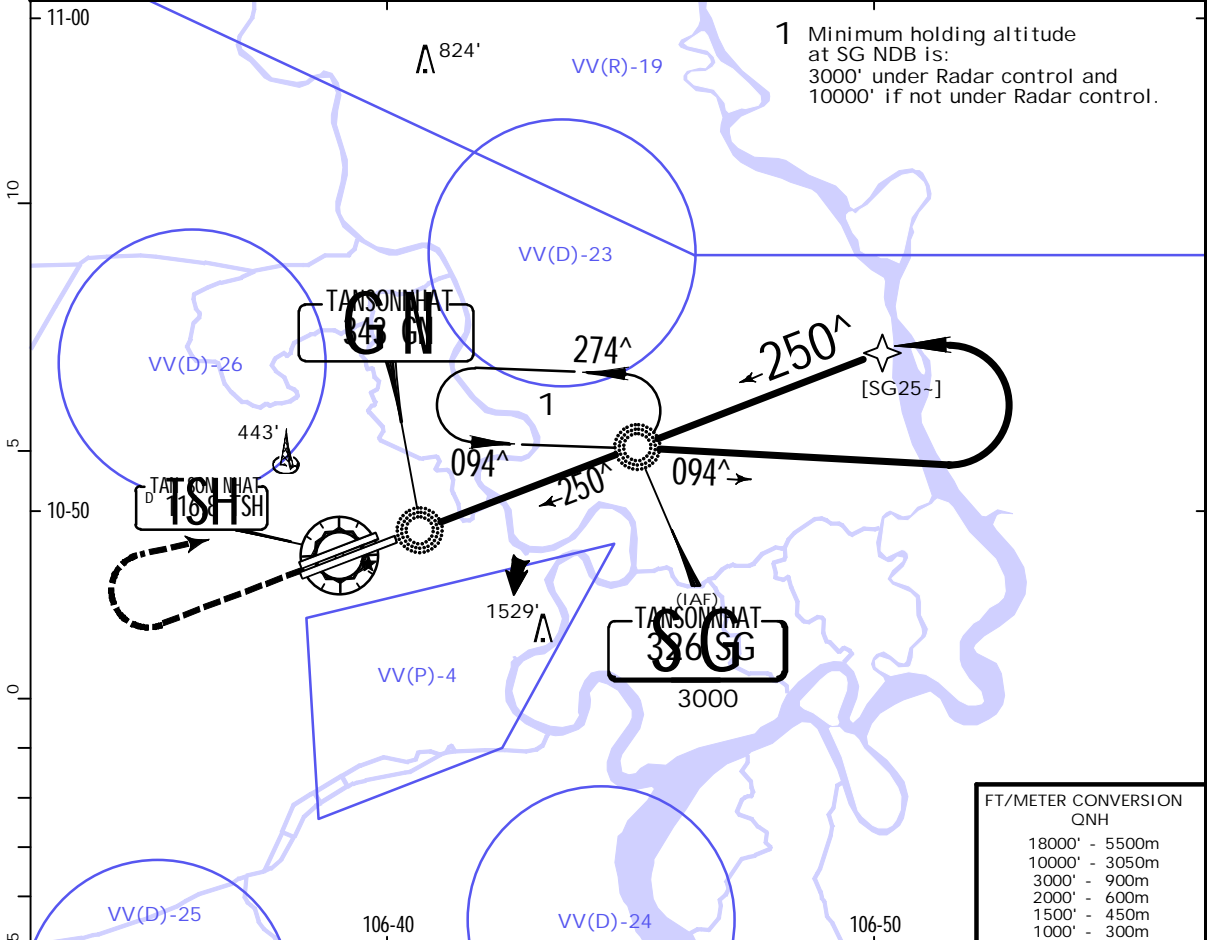 11-00
824'
VV(R)-19
1 Minimum holding altitude
at SG NDB is:
3000' under Radar control and
10000' if not under Radar control.
10
VV(D)-23
TANSONNHAT
343 GN
GN
VV(D)-26
274^
←250^
[SG25~]
1
443'
5
094^
250^
094^
10-50
TAN SON NHAT
D 116.8 TSH
TSH
1529'
(IAF)
TANSONNHAT
326 SG
SG
3000
VV(P)-4
0
FT/METER CONVERSION
QNH
18000' - 5500m
10000' - 3050m
3000' - 900m
2000' - 600m
1500' - 450m
1000' - 300m
VV(D)-25
106-40
VV(D)-24
106-50
5